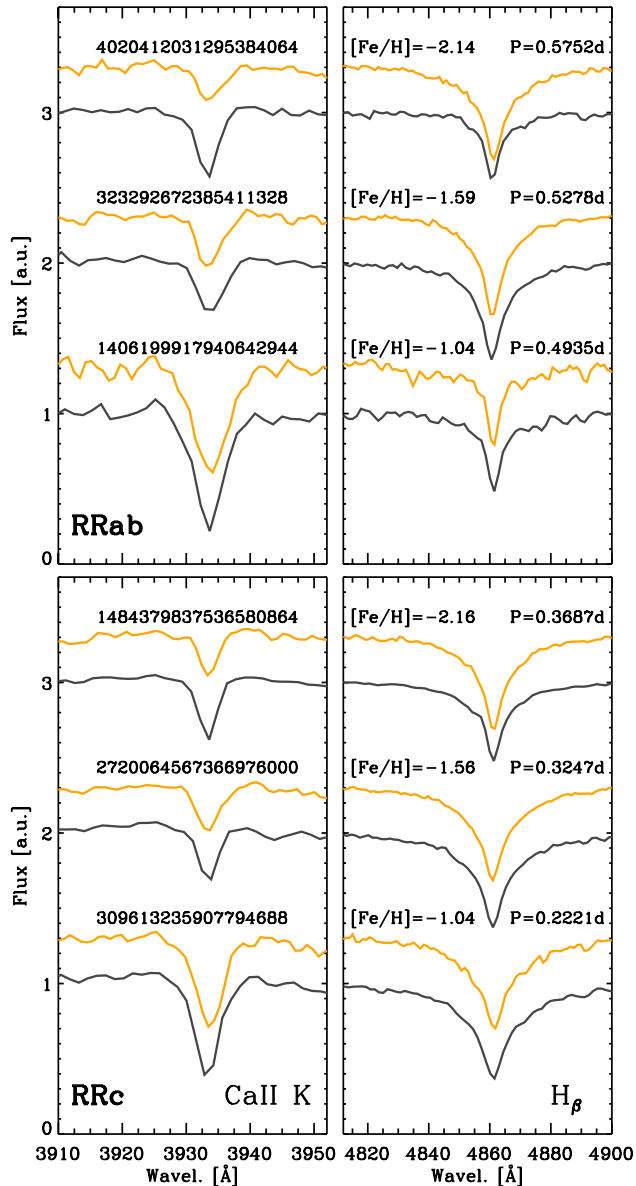 4020412031295384064
[Fe/H]=−2.14 P=0.5752d
3
323292672385411328
[Fe/H]=−1.59 P=0.5278d
2
Flux [a.u.]
1406199917940642944
[Fe/H]=−1.04 P=0.4935d
1
RRab
0
1484379837536580864
[Fe/H]=−2.16 P=0.3687d
3
2720064567366976000
[Fe/H]=−1.56 P=0.3247d
2
Flux [a.u.]
309613235907794688
[Fe/H]=−1.04 P=0.2221d
1
RRc CaII K Hβ
0
3910 3920 3930 3940 3950 4820 4840 4860 4880 4900
Wavel. [Å] Wavel. [Å]